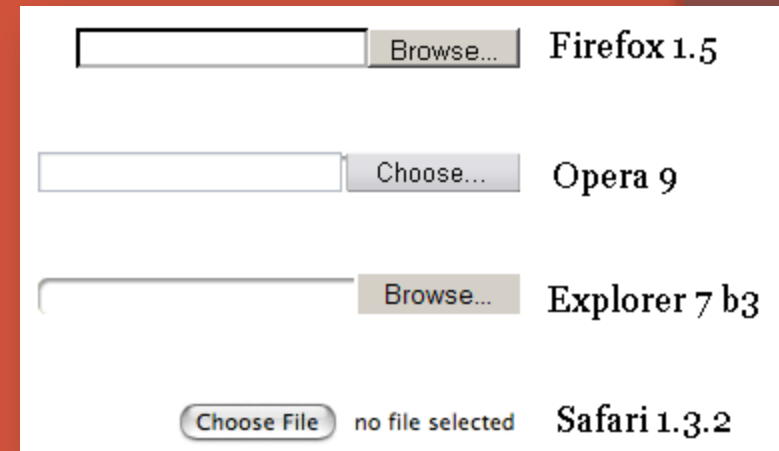 Browse... Firefox 1.5
Choose... Opera 9
Browse... Explorer 7 b3
Choose File no file selected Safari 1.3.2